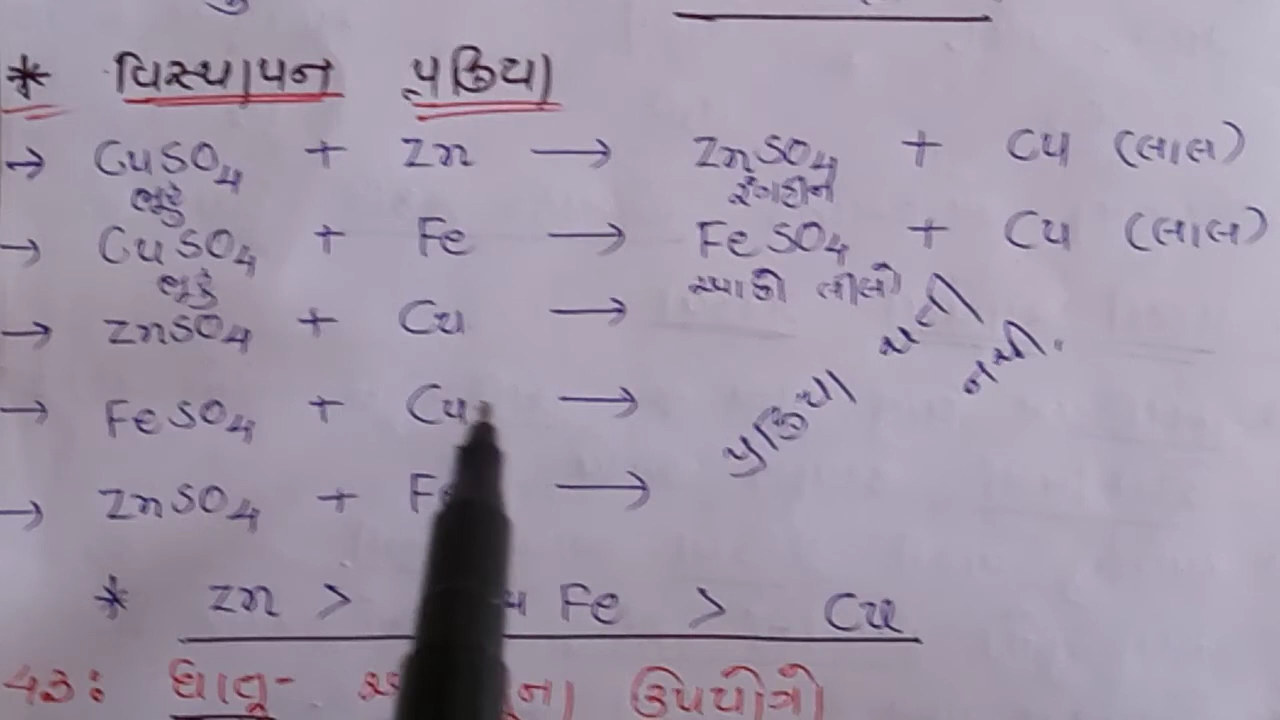 * વિસ્થાપન પ્રક્રિયા
→ CuSO4 + Zn → ZnSO4 + Cu (લાલ)
ભૂરું રંગહીન
→ CuSO4 + Fe → FeSO4 + Cu (લાલ)
ભૂરું આછો લીલો
→ ZnSO4 + Cu →
→ FeSO4 + Cu → પ્રક્રિયા થતી નથી.
→ ZnSO4 + Fe →
* Zn > Fe > Cu
43: ધાતુ- ઉપયોગો